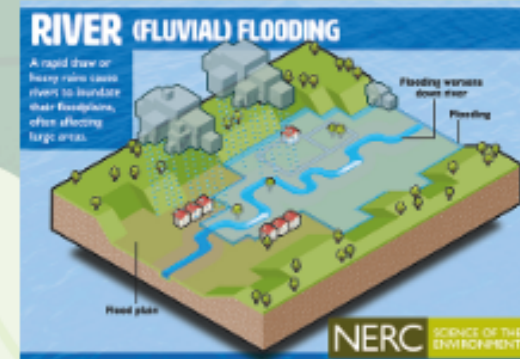 RIVER (FLUVIAL) FLOODING
A rapid thaw or
heavy rains cause
rivers to inundate
their floodplains,
often affecting
large areas.
Flooding worsens
down river
Flooding
Flood plain
NERC
SCIENCE OF THE
ENVIRONMENT